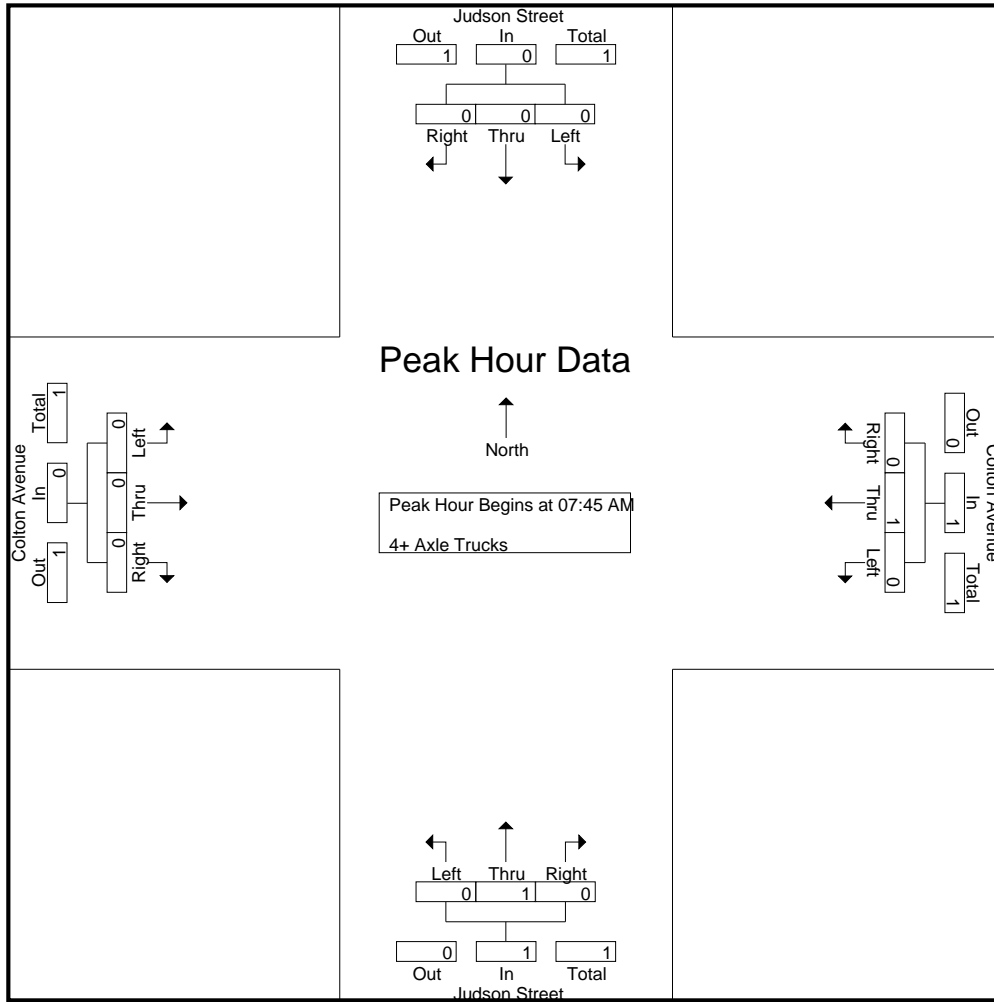 Judson Street
Out In Total
1 0 1
0 0 0
Right Thru Left
Peak Hour Data
North
Peak Hour Begins at 07:45 AM
4+ Axle Trucks
Colton Avenue
Total In Out
1 0 1
0 0 0
Left Thru Right
Colton Avenue
Out In Total
0 1 1
0 1 0
Right Thru Left
Left Thru Right
0 1 0
0 1 1
Out In Total
Judson Street